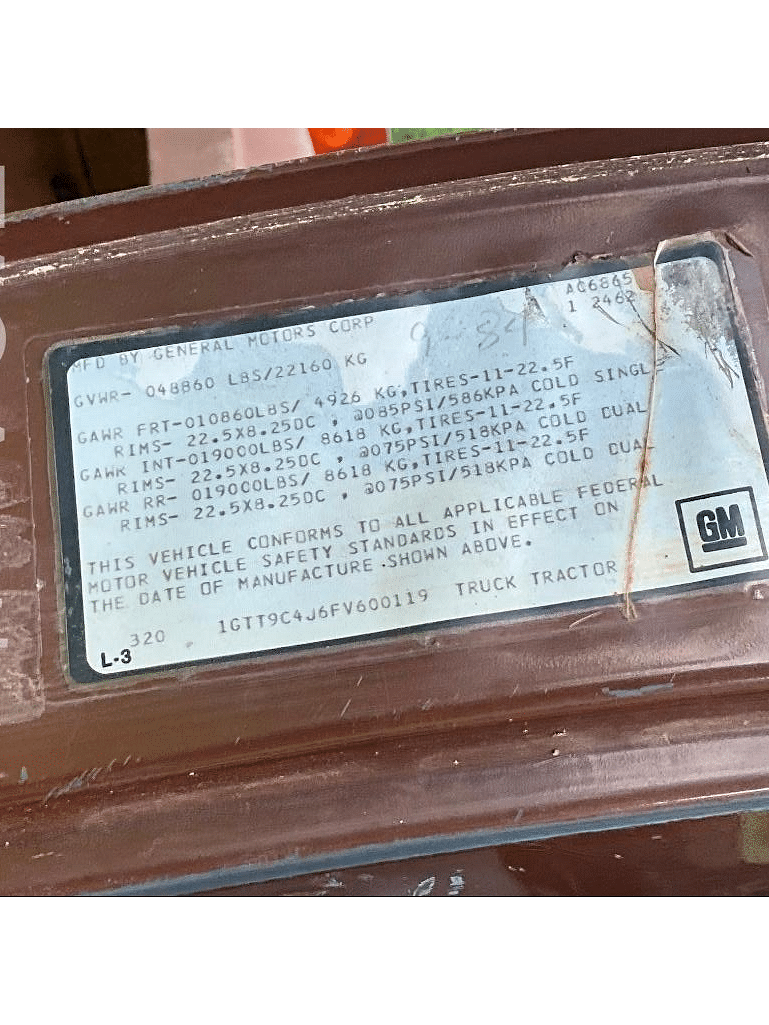 AC6865
MFD BY GENERAL MOTORS CORP 9-84 1 2462
GVWR- 048860 LBS/22160 KG
GAWR FRT-010860LBS/ 4926 KG,TIRES-11-22.5F
RIMS- 22.5X8.25DC , @085PSI/586KPA COLD SINGL
GAWR INT-019000LBS/ 8618 KG,TIRES-11-22.5F
RIMS- 22.5X8.25DC , @075PSI/518KPA COLD DUAL
GAWR RR- 019000LBS/ 8618 KG,TIRES-11-22.5F
RIMS- 22.5X8.25DC , @075PSI/518KPA COLD DUAL
THIS VEHICLE CONFORMS TO ALL APPLICABLE FEDERAL
MOTOR VEHICLE SAFETY STANDARDS IN EFFECT ON
THE DATE OF MANUFACTURE SHOWN ABOVE.
GM
320 1GTT9C4J6FV600119 TRUCK TRACTOR
L-3